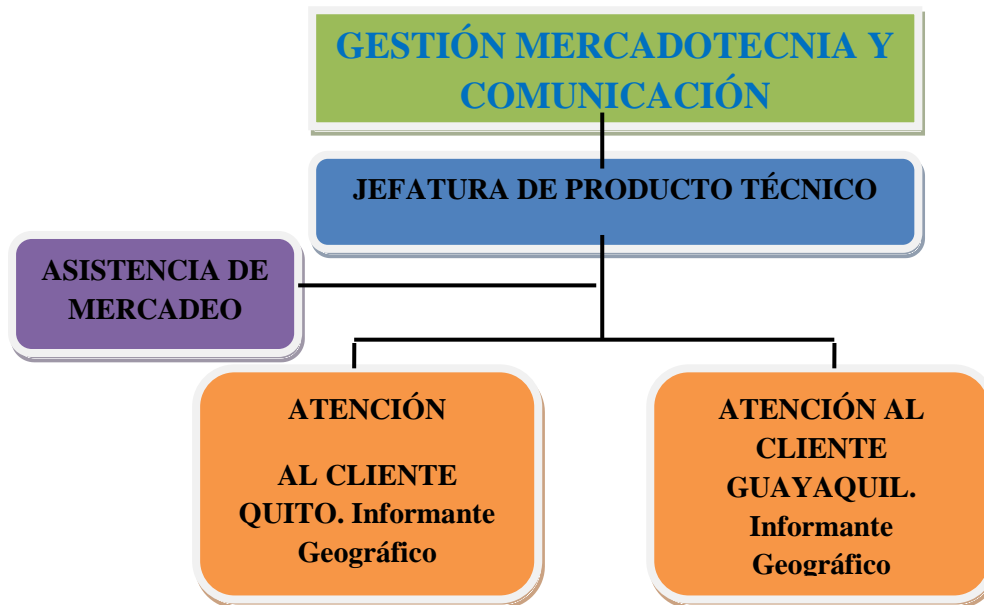 GESTIÓN MERCADOTECNIA Y
COMUNICACIÓN
JEFATURA DE PRODUCTO TÉCNICO
ASISTENCIA DE
MERCADEO
ATENCIÓN
AL CLIENTE
QUITO. Informante
Geográfico
ATENCIÓN AL
CLIENTE
GUAYAQUIL.
Informante
Geográfico